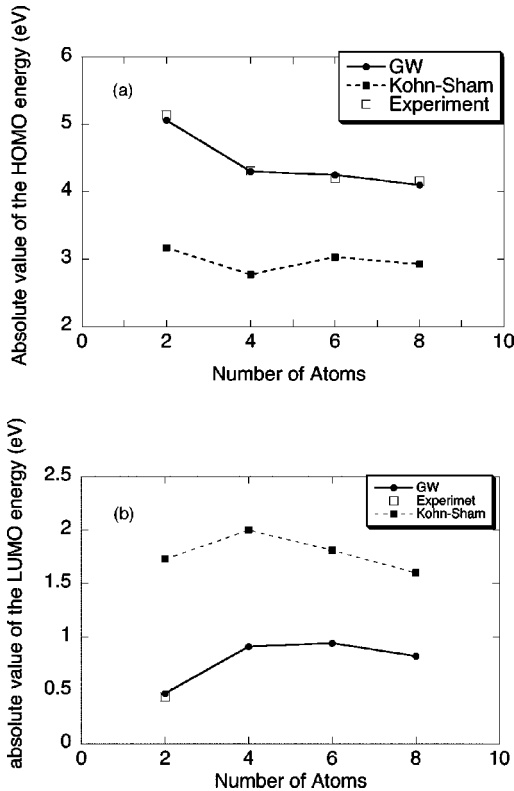 6
5
4
3
2
Absolute value of the HOMO energy (eV)
(a)
GW
Kohn-Sham
Experiment
0 2 4 6 8 10
Number of Atoms
2.5
2
1.5
1
0.5
0
absolute value of the LUMO energy (eV)
(b)
GW
Experimet
Kohn-Sham
0 2 4 6 8 10
Number of Atoms